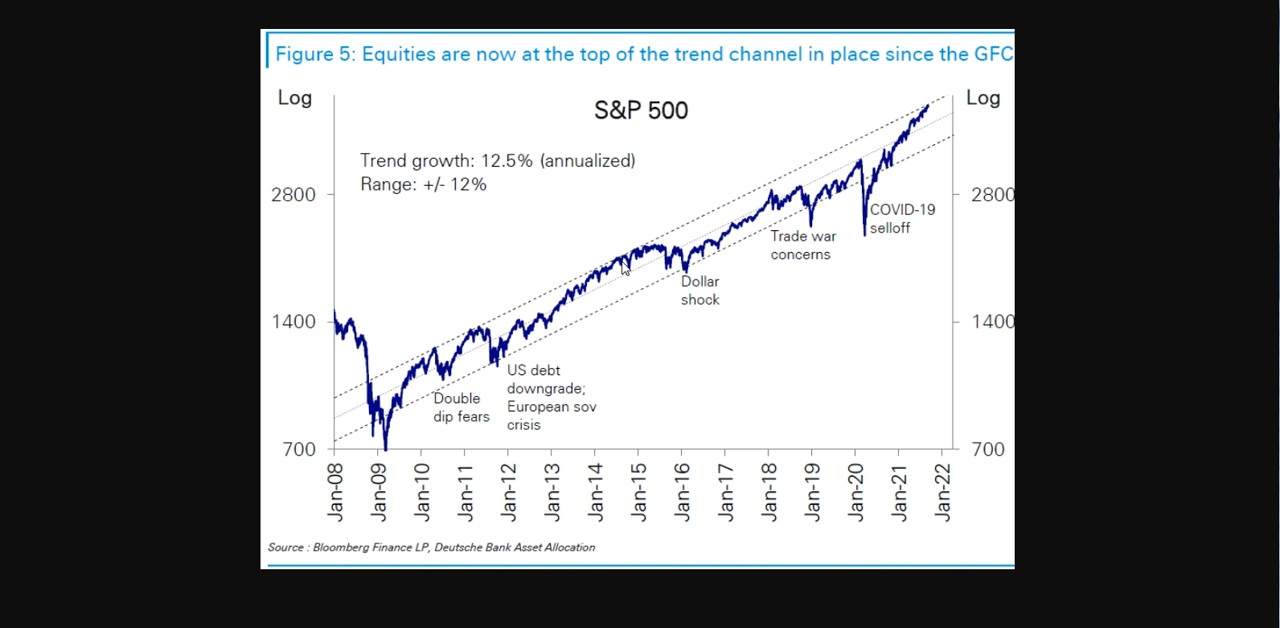 Figure 5: Equities are now at the top of the trend channel in place since the GFC
Log
S&P 500
Log
Trend growth: 12.5% (annualized)
Range: +/- 12%
2800
2800
COVID-19
selloff
Trade war
concerns
Dollar
shock
1400
1400
US debt
downgrade;
European sov
crisis
Double
dip fears
700
700
Jan-08
Jan-09
Jan-10
Jan-11
Jan-12
Jan-13
Jan-14
Jan-15
Jan-16
Jan-17
Jan-18
Jan-19
Jan-20
Jan-21
Jan-22
Source : Bloomberg Finance LP, Deutsche Bank Asset Allocation